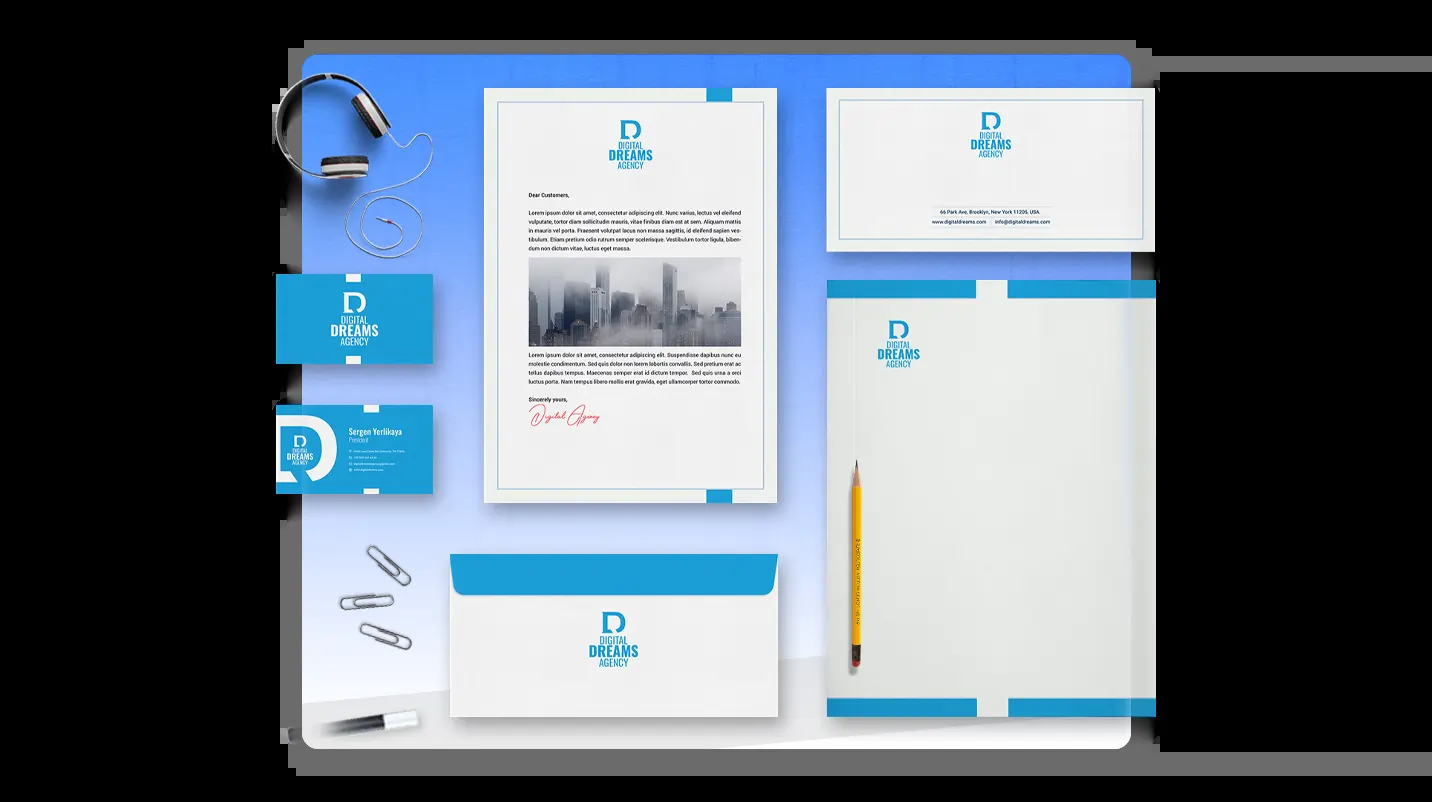 DIGITAL
DREAMS
AGENCY
Dear Customers,
Lorem ipsum dolor sit amet, consectetur adipiscing elit. Nunc varius, lectus vel eleifend
vulputate, tortor diam sollicitudin mauris, vitae finibus diam est at sem. Aliquam mattis
in mauris vel porta. Praesent volutpat lacus non massa sagittis, id eleifend sapien ves-
tibulum. Etiam pretium odio rutrum semper scelerisque. Vestibulum tortor ligula, biben-
dum non dictum vitae, luctus eget massa.
Lorem ipsum dolor sit amet, consectetur adipiscing elit. Suspendisse dapibus nunc eu
molestie condimentum. Sed quis dolor non lorem lobortis convallis. Sed pretium erat ac
tellus dapibus tempus. Maecenas semper erat id dictum tempor. Sed quis urna a orci
luctus porta. Nam tempus libero mollis erat gravida, eget ullamcorper tortor commodo.
Sincerely yours,
Digital Agency
DIGITAL
DREAMS
AGENCY
66 Park Ave, Brooklyn, New York 11205, USA
www.digitaldreams.com info@digitaldreams.com
DIGITAL
DREAMS
AGENCY
DIGITAL
DREAMS
AGENCY
Sergen Yerlikaya
President
DIGITAL
DREAMS
AGENCY
DIGITAL
DREAMS
AGENCY